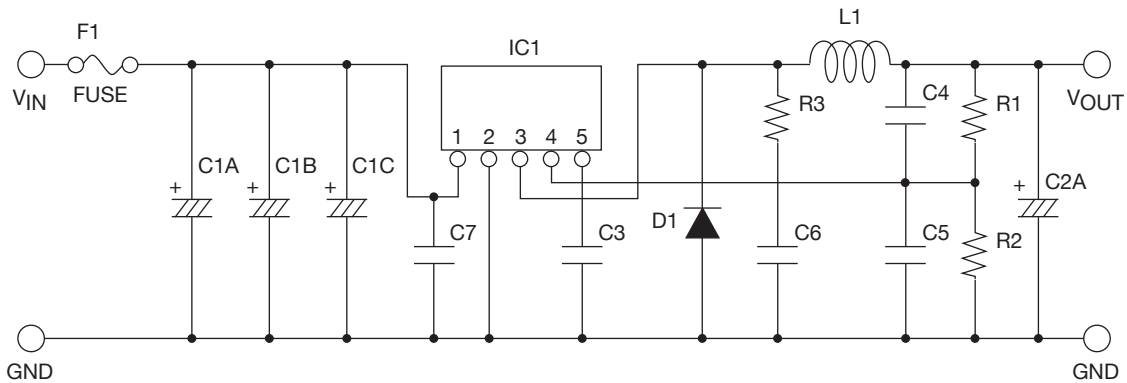 F1
IC1
L1
VIN
FUSE
R3
C4
R1
VOUT
1 2 3 4 5
+ C1A
+ C1B
+ C1C
C7
C3
D1
C6
C5
R2
+ C2A
GND
GND